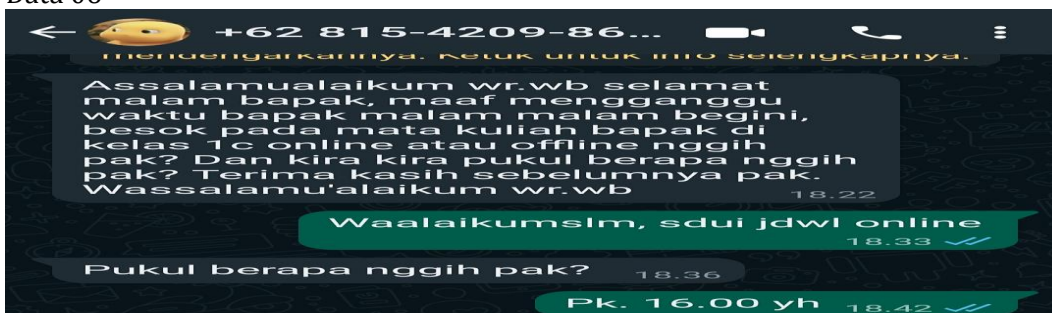 +62 815-4209-86...
mendengarkannya. Ketuk untuk info selengkapnya.
Assalamualaikum wr.wb selamat
malam bapak, maaf mengganggu
waktu bapak malam malam begini,
besok pada mata kuliah bapak di
kelas 1c online atau offline nggih
pak? Dan kira kira pukul berapa nggih
pak? Terima kasih sebelumnya pak.
Wassalamu'alaikum wr.wb 18.22
Waalaikumslm, sdui jdwl online
18.33
Pukul berapa nggih pak? 18.36
Pk. 16.00 yh 18.42